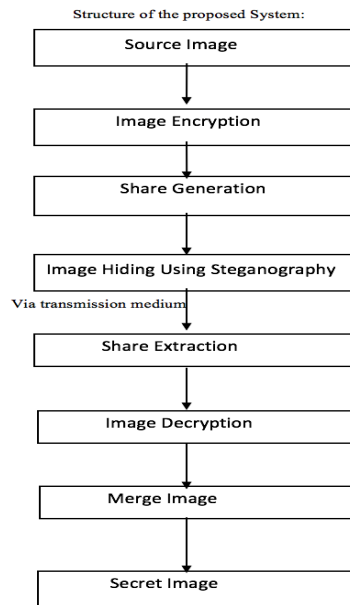 Structure of the proposed System:
Source Image
Image Encryption
Share Generation
Image Hiding Using Steganography
Via transmission medium
Share Extraction
Image Decryption
Merge Image
Secret Image